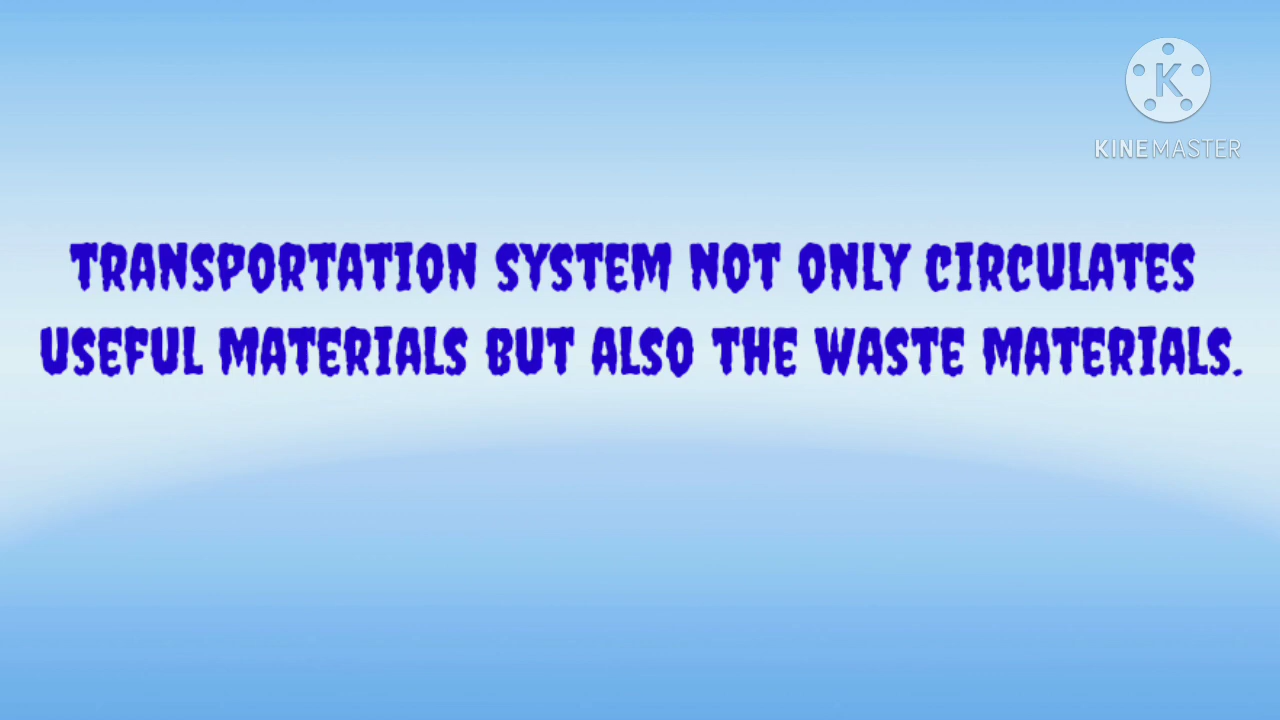 K
KINEMASTER
TRANSPORTATION SYSTEM NOT ONLY CIRCULATES
USEFUL MATERIALS BUT ALSO THE WASTE MATERIALS.